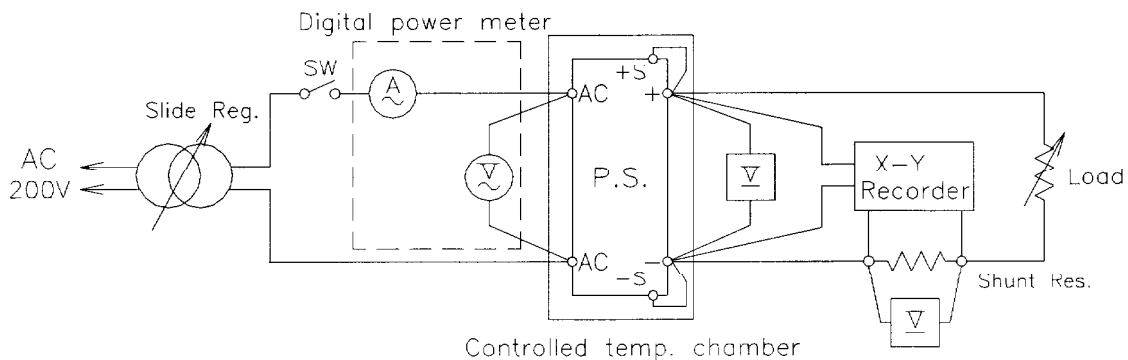 Digital power meter
SW
A
Slide Reg.
AC
200V
V
AC
AC
P.S.
+S
+
-
-S
V
X-Y
Recorder
Load
Shunt Res.
V
Controlled temp. chamber